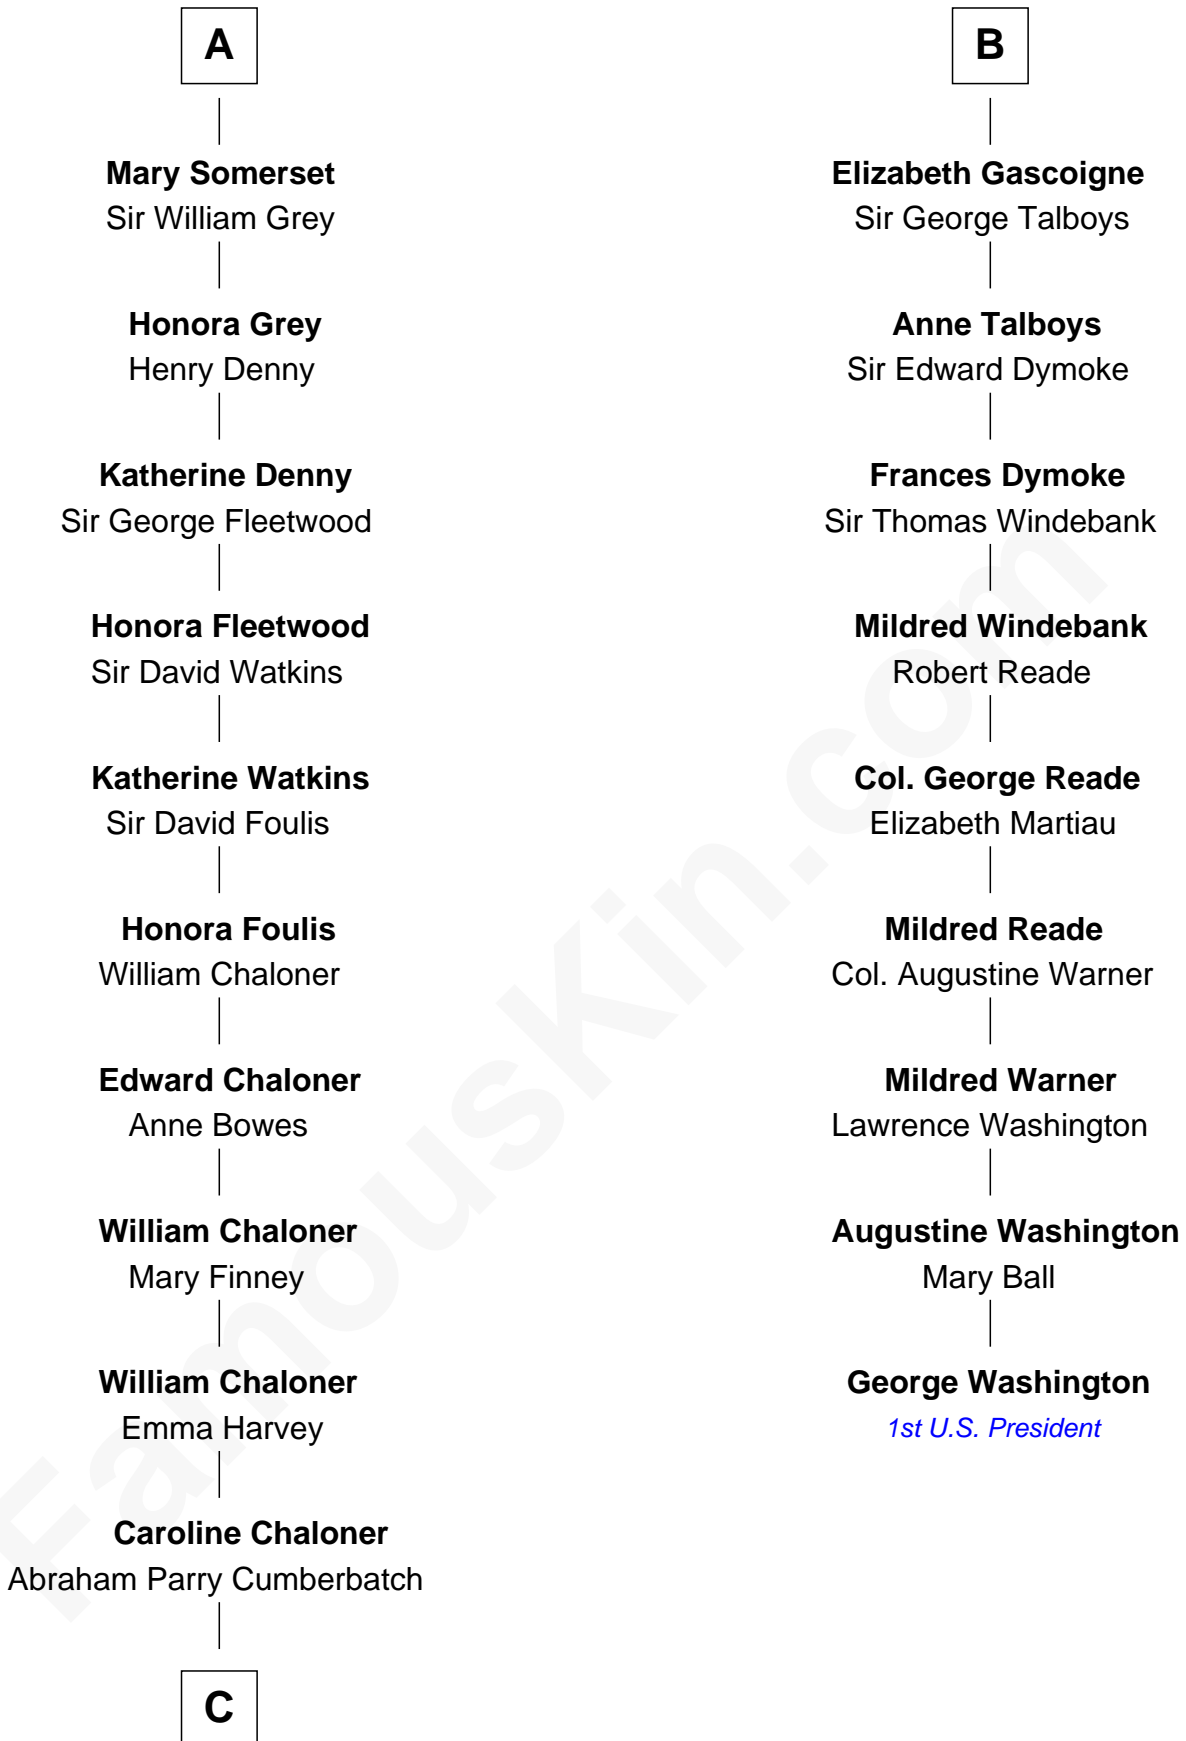 A
Mary Somerset
Sir William Grey
Honora Grey
Henry Denny
Katherine Denny
Sir George Fleetwood
Honora Fleetwood
Sir David Watkins
Katherine Watkins
Sir David Foulis
Honora Foulis
William Chaloner
Edward Chaloner
Anne Bowes
William Chaloner
Mary Finney
William Chaloner
Emma Harvey
Caroline Chaloner
Abraham Parry Cumberbatch
C
B
Elizabeth Gascoigne
Sir George Talboys
Anne Talboys
Sir Edward Dymoke
Frances Dymoke
Sir Thomas Windebank
Mildred Windebank
Robert Reade
Col. George Reade
Elizabeth Martiau
Mildred Reade
Col. Augustine Warner
Mildred Warner
Lawrence Washington
Augustine Washington
Mary Ball
George Washington
1st U.S. President
FamousKin.com